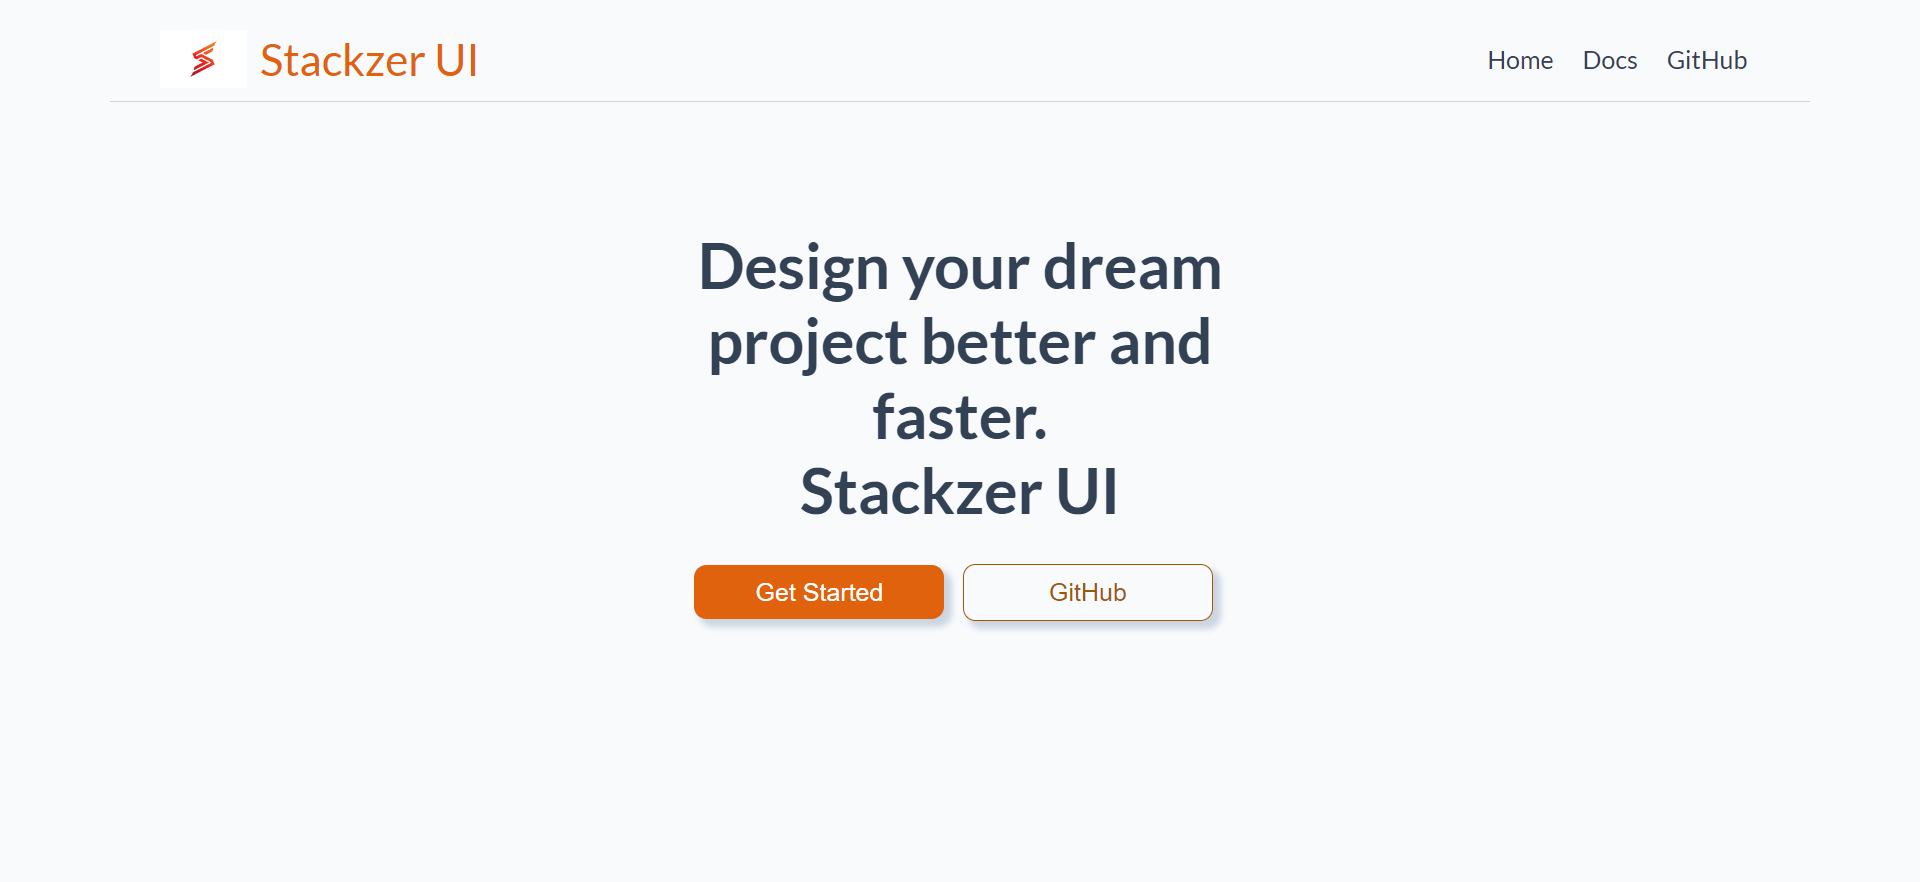 Stackzer UI
Home Docs GitHub
Design your dream
project better and
faster.
Stackzer UI
Get Started
GitHub